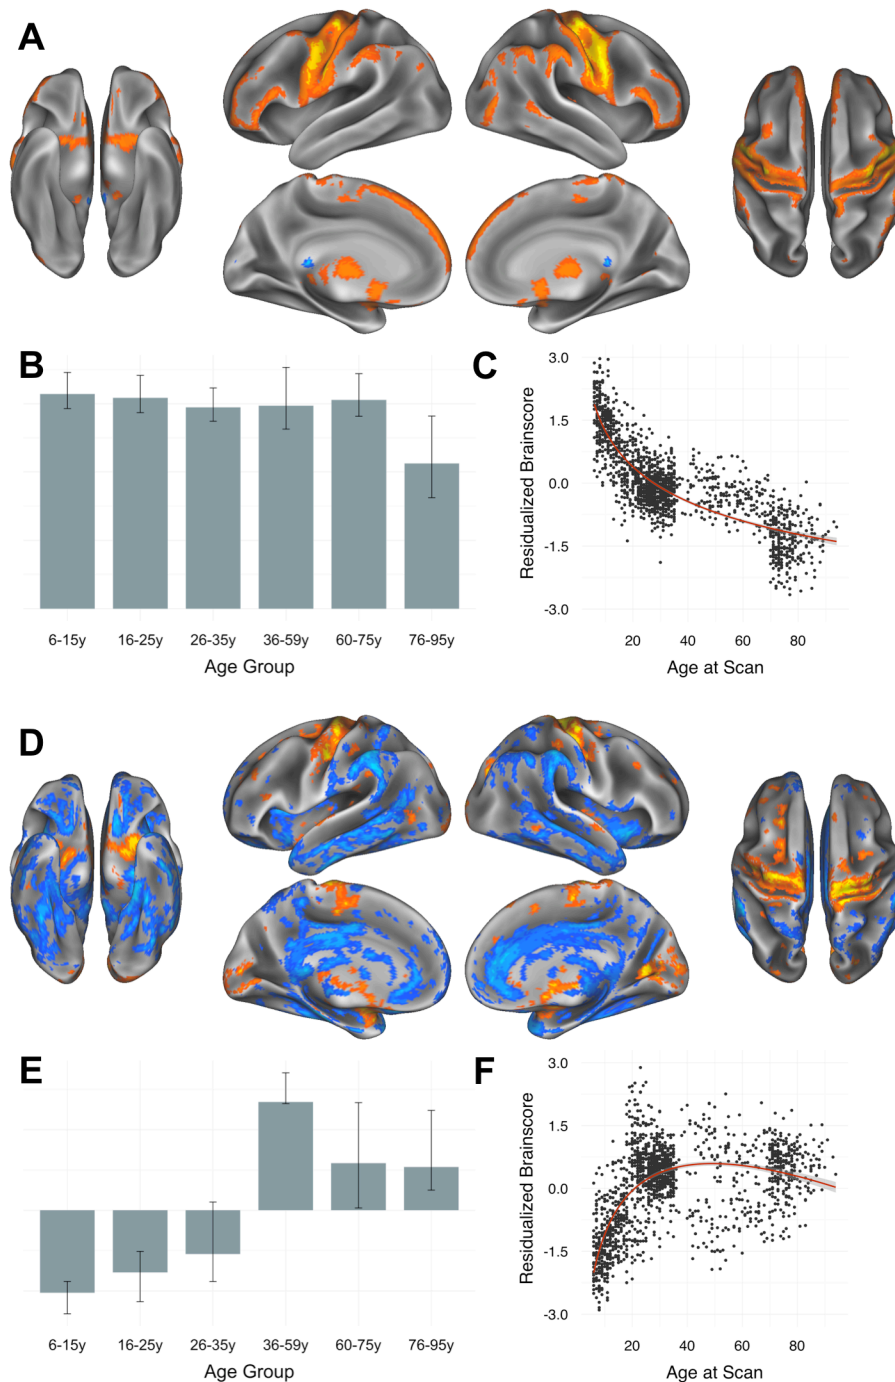 A
B
6-15y 16-25y 26-35y 36-59y 60-75y 76-95y
Age Group
C
3.0
1.5
0.0
-1.5
-3.0
Residualized Brainscore
20 40 60 80
Age at Scan
D
E
6-15y 16-25y 26-35y 36-59y 60-75y 76-95y
Age Group
F
3.0
1.5
0.0
-1.5
-3.0
Residualized Brainscore
20 40 60 80
Age at Scan